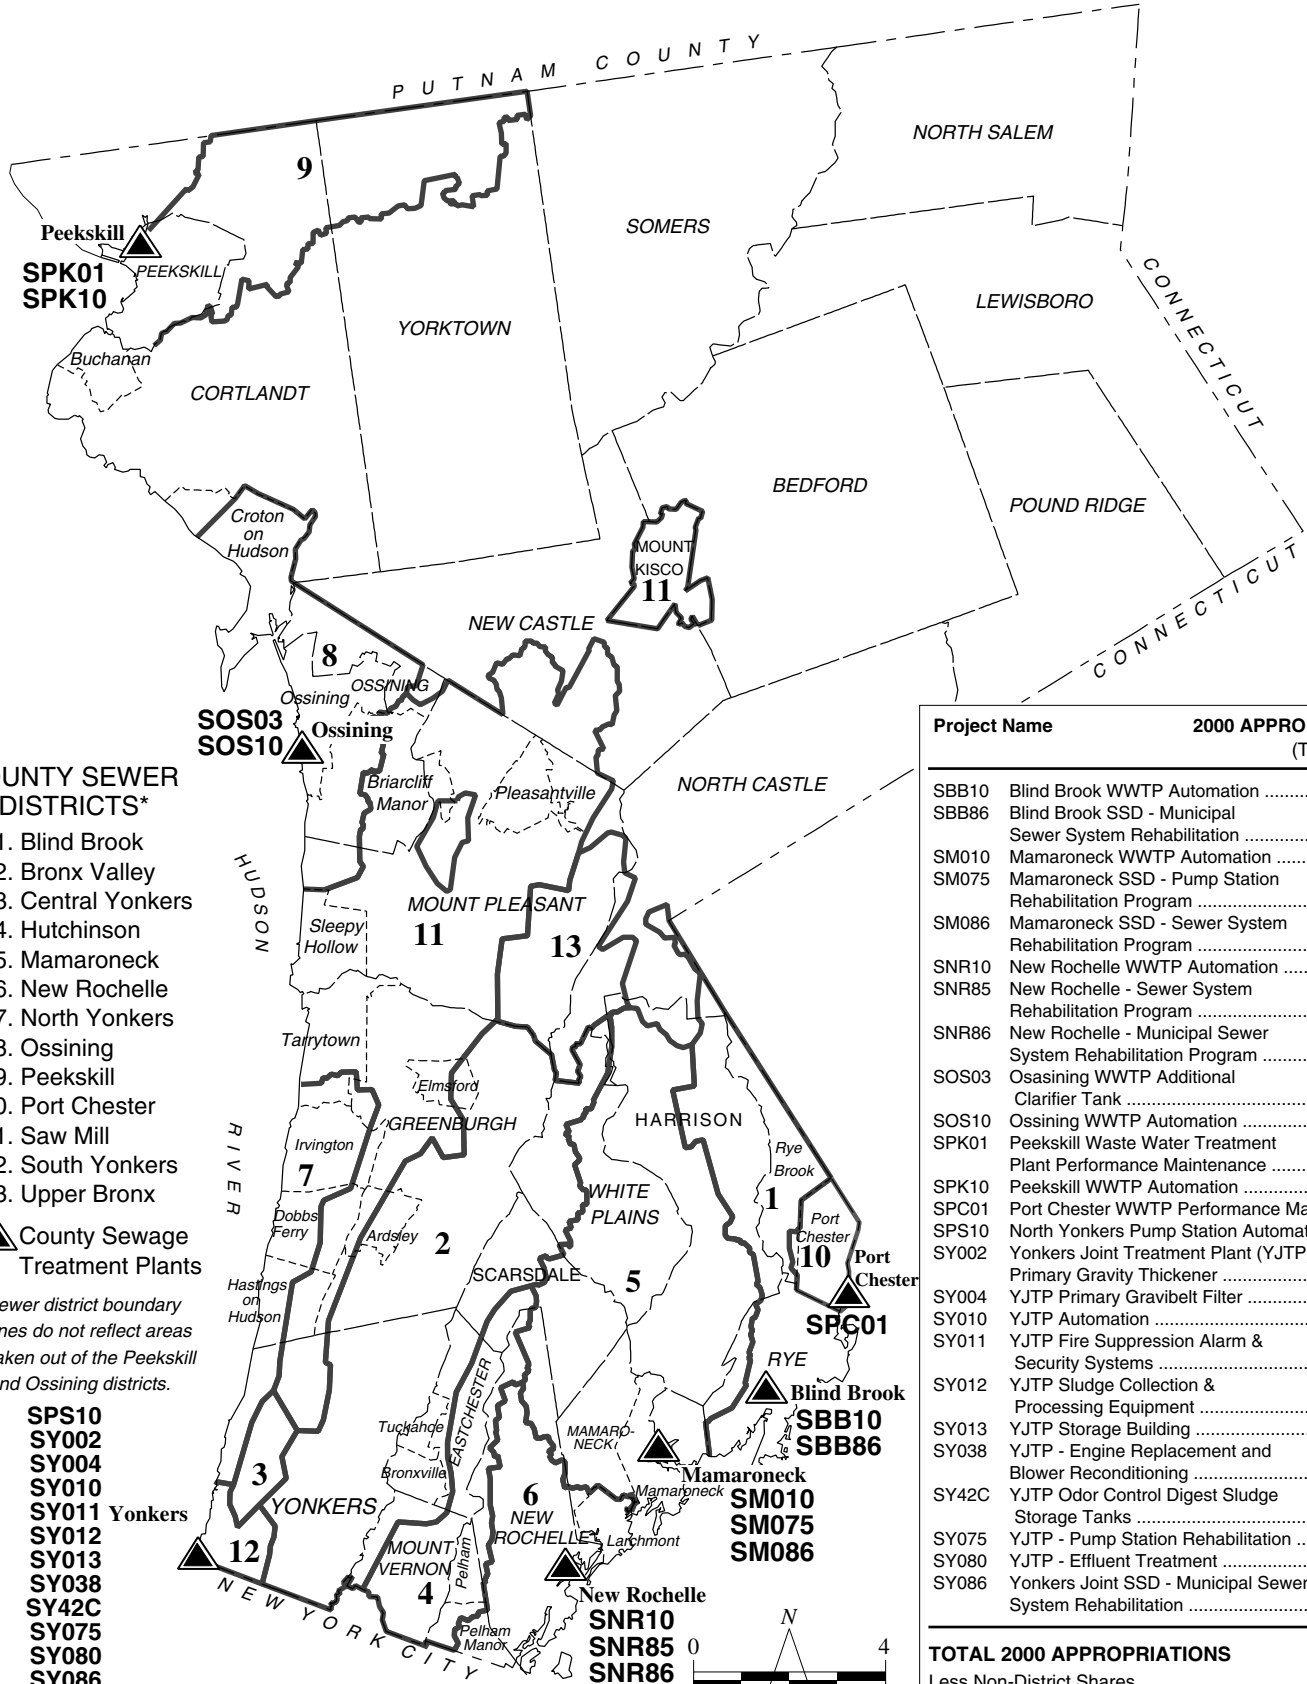 PUTNAM COUNTY
NORTH SALEM
9
SOMERS
Peekskill
PEEKSKILL
SPK01
SPK10
CONNECTICUT
LEWISBORO
YORKTOWN
Buchanan
CORTLANDT
BEDFORD
POUND RIDGE
Croton
on
Hudson
MOUNT
KISCO
11
CONNECTICUT
NEW CASTLE
8
OSSINING
Ossining
SOS03
SOS10
Ossining
NORTH CASTLE
Briarcliff
Manor
Pleasantville
HUDSON
MOUNT PLEASANT
11
13
Sleepy
Hollow
Tarrytown
Elmsford
GREENBURGH
HARRISON
RIVER
Irvington
7
Rye
Brook
1
WHITE
PLAINS
Dobbs
Ferry
Ardsley
2
Port
Chester
10
Port
Chester
SPC01
SCARSDALE
5
Hastings
on
Hudson
RYE
EASTCHESTER
Blind Brook
SBB10
SBB86
Tuckahoe
MAMARO-
NECK
Bronxville
Mamaroneck
Mamaroneck
SM010
SM075
SM086
3
YONKERS
6
NEW
ROCHELLE
Larchmont
12
MOUNT
VERNON
4
Pelham
New Rochelle
SNR10
SNR85
SNR86
Pelham
Manor
NEW YORK CITY
N
0 4
OUNTY SEWER
DISTRICTS*
1. Blind Brook
2. Bronx Valley
3. Central Yonkers
4. Hutchinson
5. Mamaroneck
6. New Rochelle
7. North Yonkers
8. Ossining
9. Peekskill
0. Port Chester
1. Saw Mill
2. South Yonkers
3. Upper Bronx
County Sewage
Treatment Plants
ewer district boundary
nes do not reflect areas
aken out of the Peekskill
nd Ossining districts.
SPS10
SY002
SY004
SY010
SY011 Yonkers
SY012
SY013
SY038
SY42C
SY075
SY080
SY086
Project Name 2000 APPRO
(T
SBB10 Blind Brook WWTP Automation ..........
SBB86 Blind Brook SSD - Municipal
Sewer System Rehabilitation ............
SM010 Mamaroneck WWTP Automation .......
SM075 Mamaroneck SSD - Pump Station
Rehabilitation Program ....................
SM086 Mamaroneck SSD - Sewer System
Rehabilitation Program ....................
SNR10 New Rochelle WWTP Automation ......
SNR85 New Rochelle - Sewer System
Rehabilitation Program ....................
SNR86 New Rochelle - Municipal Sewer
System Rehabilitation Program .........
SOS03 Osasining WWTP Additional
Clarifier Tank ................................
SOS10 Ossining WWTP Automation .............
SPK01 Peekskill Waste Water Treatment
Plant Performance Maintenance ........
SPK10 Peekskill WWTP Automation ............
SPC01 Port Chester WWTP Performance Ma
SPS10 North Yonkers Pump Station Automat
SY002 Yonkers Joint Treatment Plant (YJTP
Primary Gravity Thickener ................
SY004 YJTP Primary Gravibelt Filter ............
SY010 YJTP Automation ...........................
SY011 YJTP Fire Suppression Alarm &
Security Systems ...........................
SY012 YJTP Sludge Collection &
Processing Equipment .....................
SY013 YJTP Storage Building .....................
SY038 YJTP - Engine Replacement and
Blower Reconditioning .....................
SY42C YJTP Odor Control Digest Sludge
Storage Tanks ...............................
SY075 YJTP - Pump Station Rehabilitation ...
SY080 YJTP - Effluent Treatment ................
SY086 Yonkers Joint SSD - Municipal Sewer
System Rehabilitation ......................
TOTAL 2000 APPROPRIATIONS
Less Non-District Shares